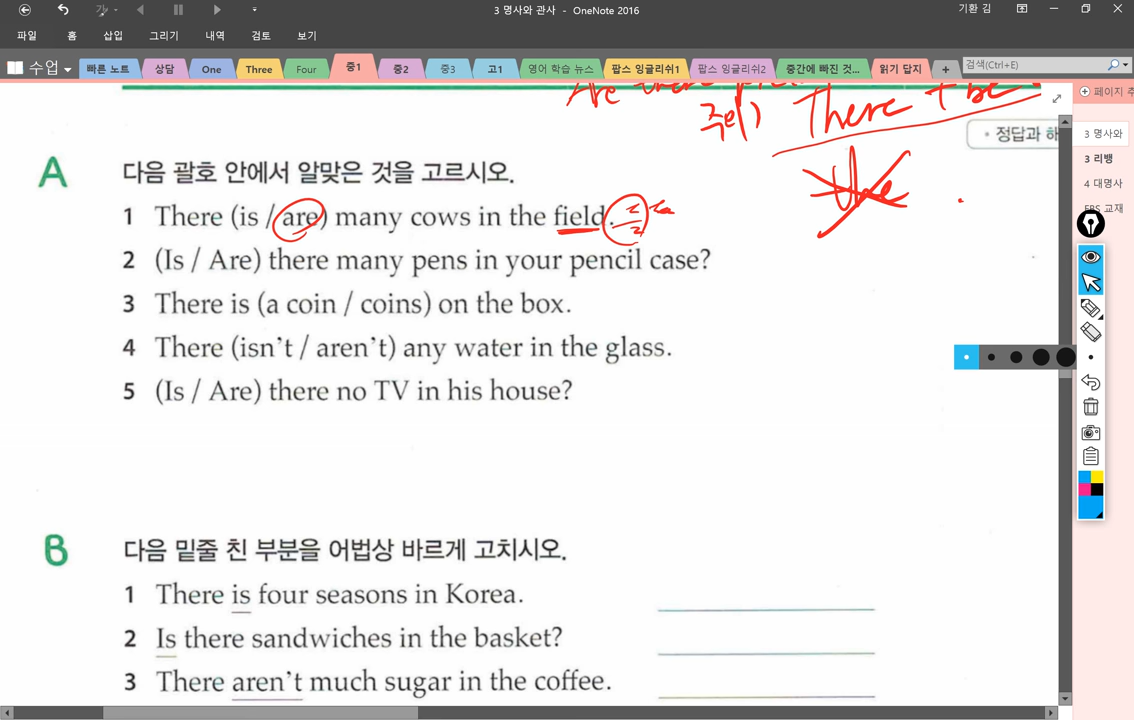 3 명사와 관사 - OneNote 2016
기환 김
파일 홈 삽입 그리기 내역 검토 보기
수업 빠른 노트 상담 One Three Four 중1 중2 중3 고1 영어 학습 뉴스 팝스 잉글리쉬1 팝스 잉글리쉬2 중간에 빠진 것... 읽기 답지 +
검색(Ctrl+E)
페이지 추
3 명사와
3 리뱅
4 대명사
EBS 교재
Are there
There + be
정답과 해
the
A 다음 괄호 안에서 알맞은 것을 고르시오.
1 There (is / are) many cows in the field.
2 (Is / Are) there many pens in your pencil case?
3 There is (a coin / coins) on the box.
4 There (isn't / aren't) any water in the glass.
5 (Is / Are) there no TV in his house?
B 다음 밑줄 친 부분을 어법상 바르게 고치시오.
1 There is four seasons in Korea.
2 Is there sandwiches in the basket?
3 There aren't much sugar in the coffee.